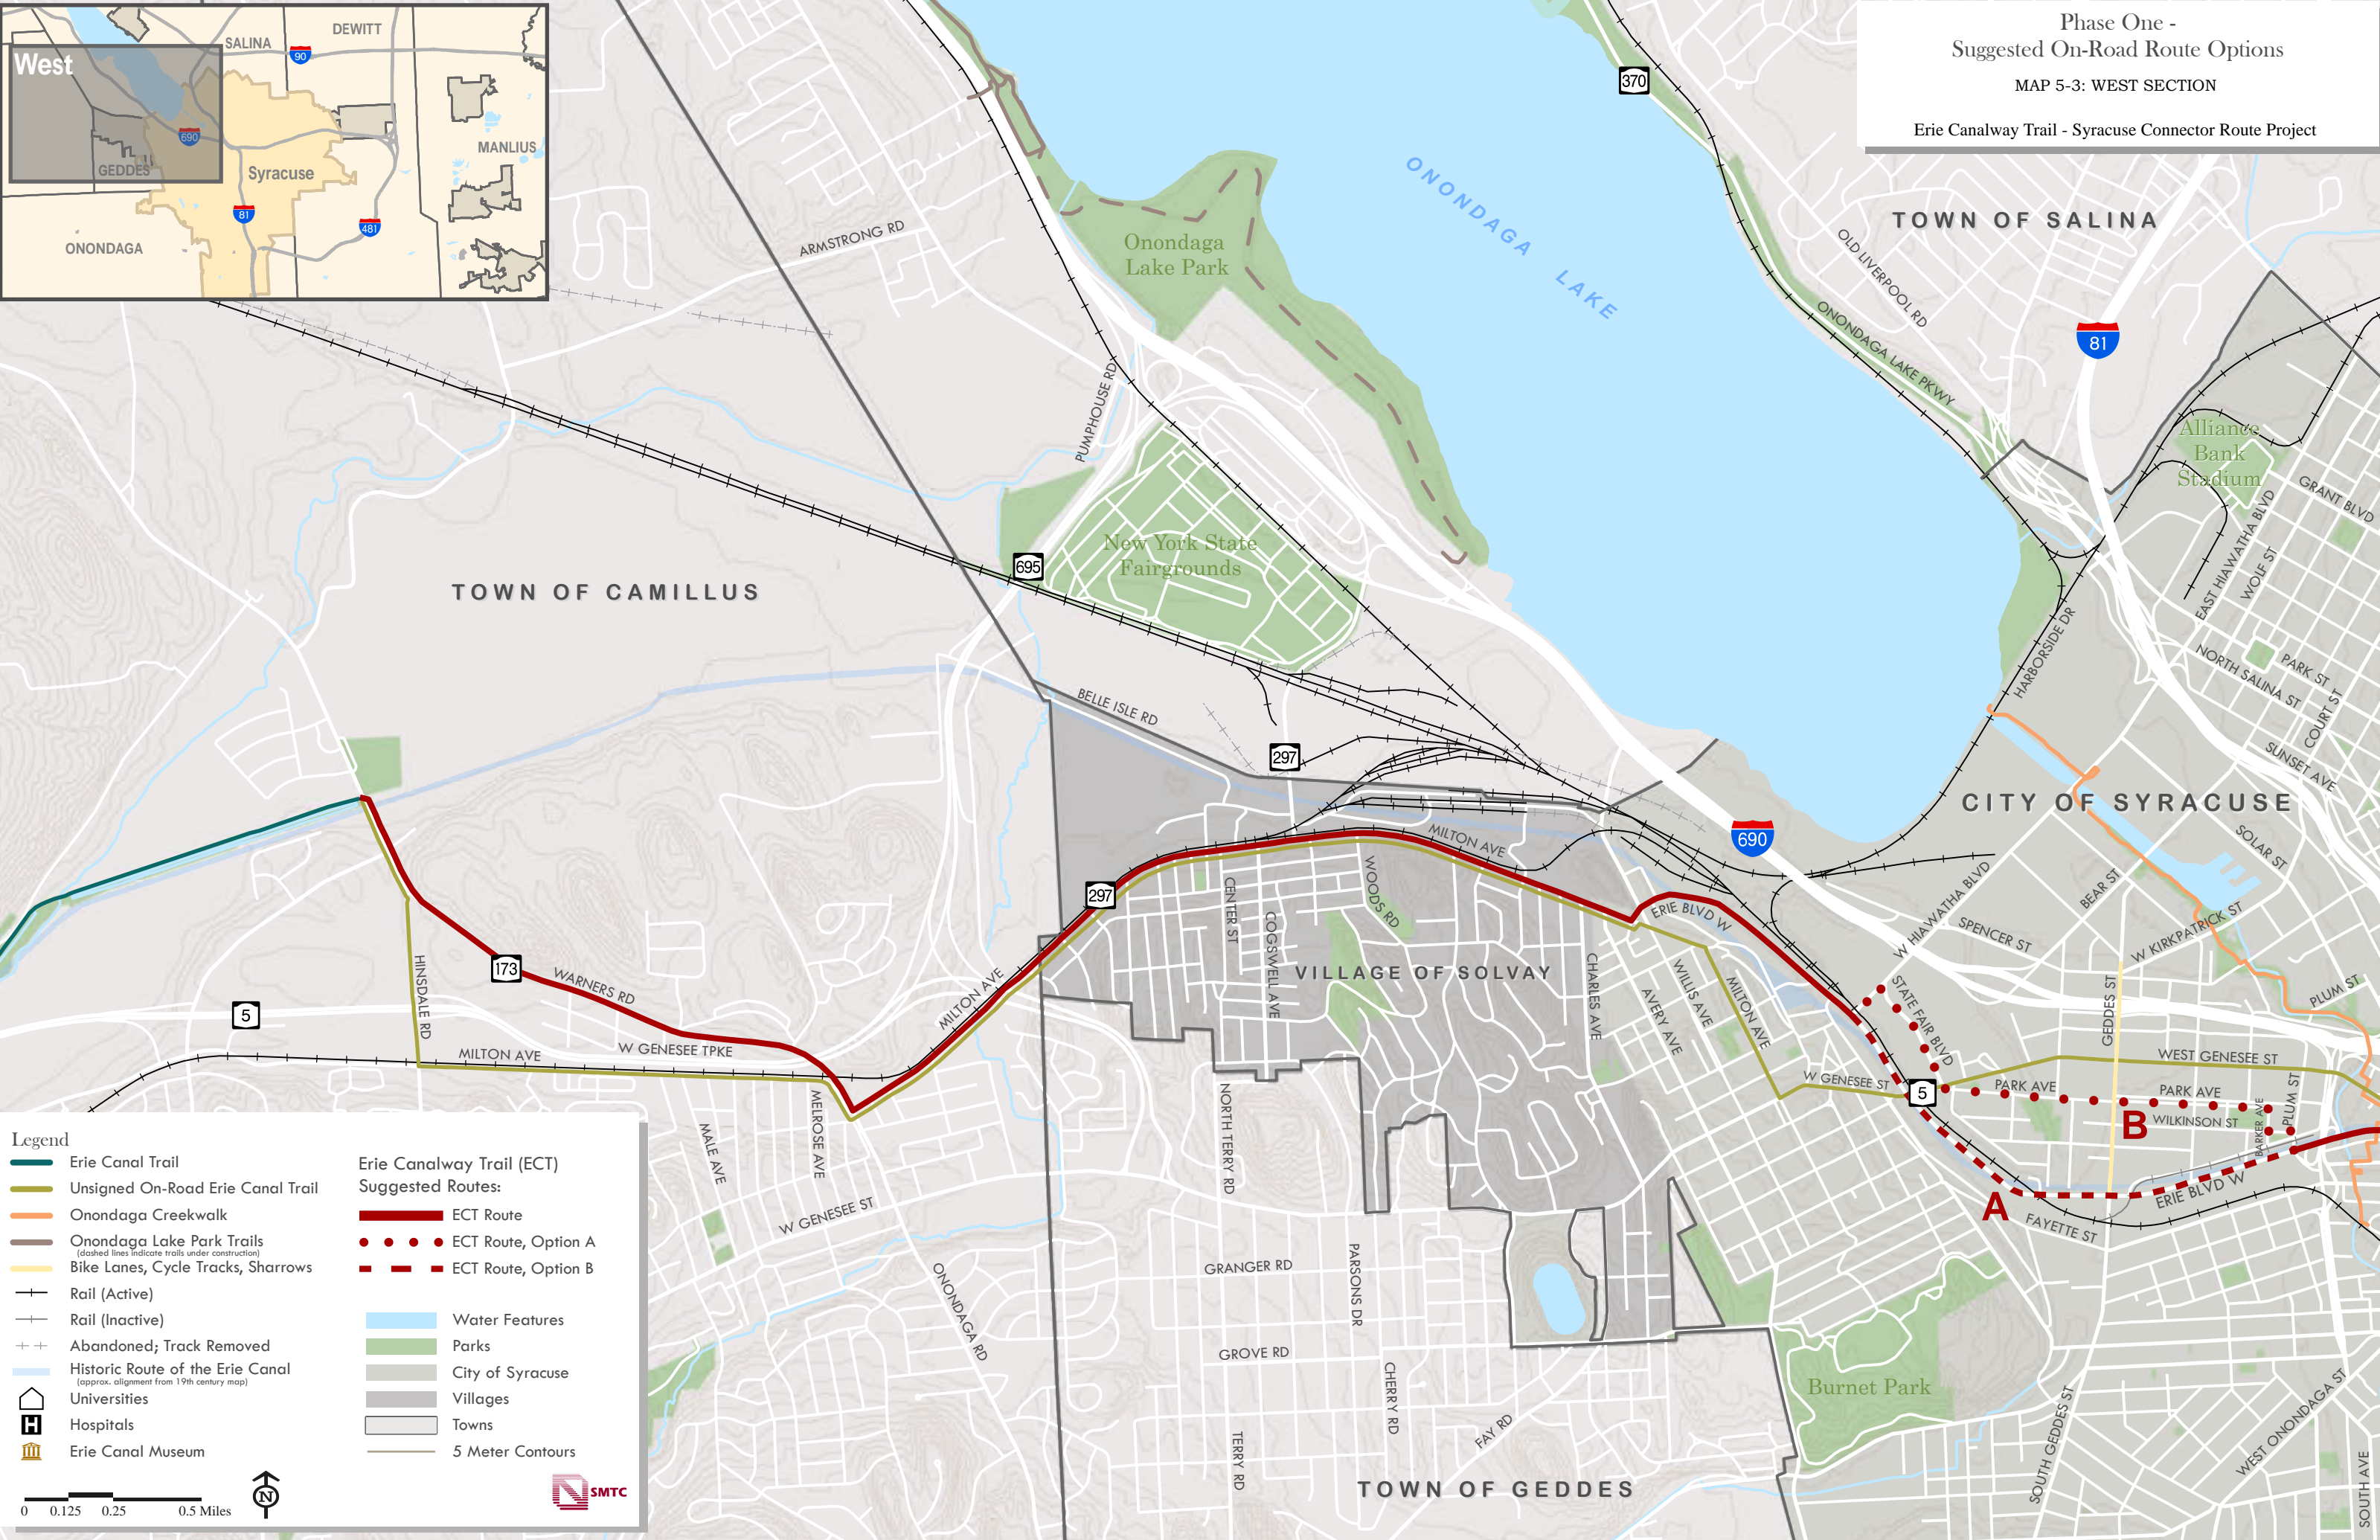 Phase One -
Suggested On-Road Route Options
MAP 5-3: WEST SECTION
Erie Canalway Trail - Syracuse Connector Route Project
West
SALINA
DEWITT
90
690
GEDDES
Syracuse
MANLIUS
81
481
ONONDAGA
370
ARMSTRONG RD
Onondaga
Lake Park
ONONDAGA LAKE
TOWN OF SALINA
OLD LIVERPOOL RD
ONONDAGA LAKE PKWY
81
PUMPHOUSE RD
Alliance
Bank
Stadium
GRANT BLVD
EAST HIAWATHA BLVD
WOLF ST
New York State
Fairgrounds
695
TOWN OF CAMILLUS
HARBORSIDE DR
PARK ST
NORTH SALINA ST
COURT ST
SUNSET AVE
BELLE ISLE RD
297
CITY OF SYRACUSE
690
SOLAR ST
MILTON AVE
WOODS RD
297
CENTER ST
COGSWELL AVE
ERIE BLVD W
W HIAWATHA BLVD
BEAR ST
SPENCER ST
W KIRKPATRICK ST
HINSDALE RD
173
WARNERS RD
VILLAGE OF SOLVAY
CHARLES AVE
WILLIS AVE
AVERY AVE
MILTON AVE
STATE FAIR BLVD
GEDDES ST
PLUM ST
5
MILTON AVE
MILTON AVE
W GENESEE TPKE
WEST GENESEE ST
W GENESEE ST
5
PARK AVE
PARK AVE
PLUM ST
B
WILKINSON ST
BARKER AVE
MALE AVE
MELROSE AVE
NORTH TERRY RD
A
ERIE BLVD W
FAYETTE ST
W GENESEE ST
GRANGER RD
PARSONS DR
ONONDAGA RD
GROVE RD
CHERRY RD
Burnet Park
FAY RD
TERRY RD
SOUTH GEDDES ST
WEST ONONDAGA ST
SOUTH AVE
TOWN OF GEDDES
Legend
Erie Canal Trail
Unsigned On-Road Erie Canal Trail
Onondaga Creekwalk
Onondaga Lake Park Trails
(dashed lines indicate trails under construction)
Bike Lanes, Cycle Tracks, Sharrows
Rail (Active)
Rail (Inactive)
Abandoned; Track Removed
Historic Route of the Erie Canal
(approx. alignment from 19th century map)
Universities
H
Hospitals
Erie Canal Museum
Erie Canalway Trail (ECT)
Suggested Routes:
ECT Route
ECT Route, Option A
ECT Route, Option B
Water Features
Parks
City of Syracuse
Villages
Towns
5 Meter Contours
0 0.125 0.25 0.5 Miles
N
SMTC